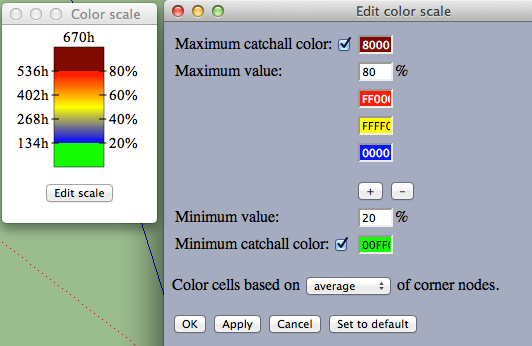 Color scale
670h
536h 80%
402h 60%
268h 40%
134h 20%
Edit scale
Edit color scale
Maximum catchall color: 8000
Maximum value: 80 %
FF00
FFFF
0000
+ -
Minimum value: 20 %
Minimum catchall color: 00FF
Color cells based on average of corner nodes.
OK Apply Cancel Set to default